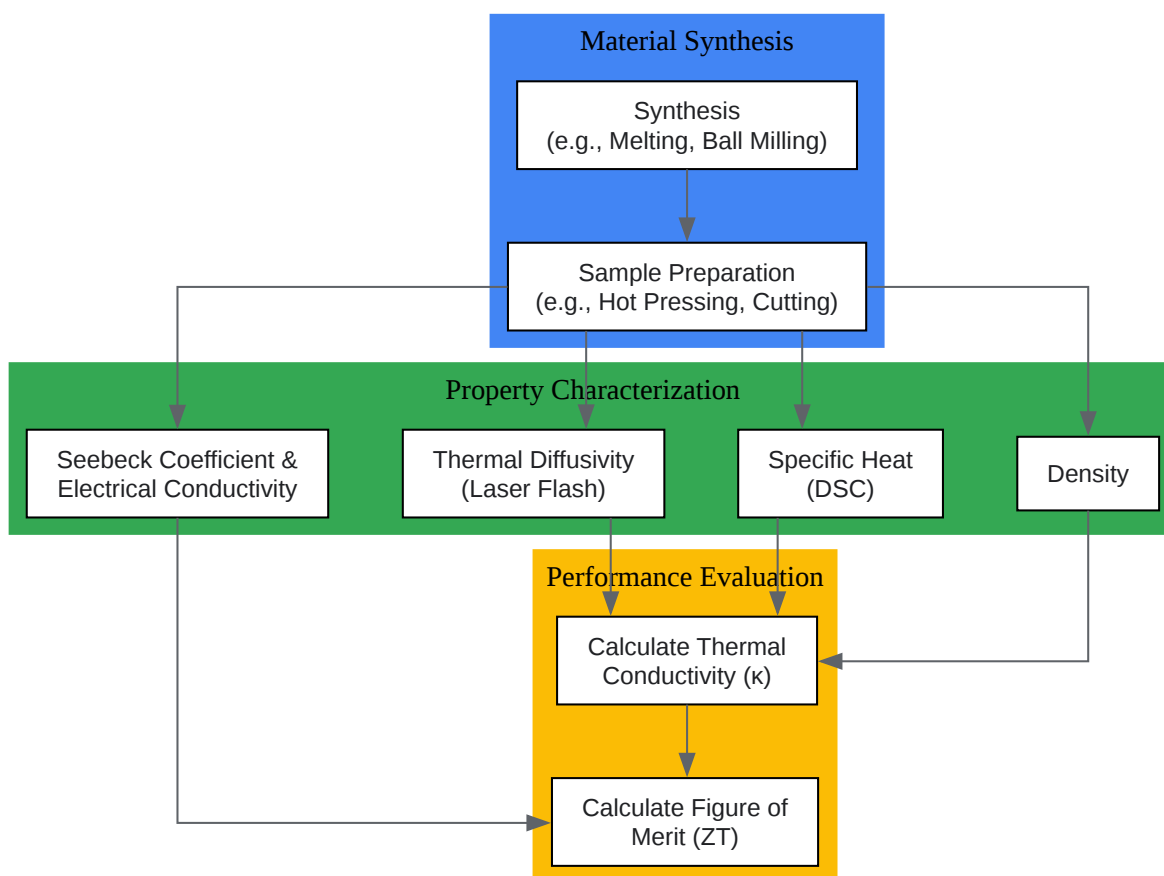 Material Synthesis
Synthesis
(e.g., Melting, Ball Milling)
Sample Preparation
(e.g., Hot Pressing, Cutting)
Property Characterization
Seebeck Coefficient &
Electrical Conductivity
Thermal Diffusivity
(Laser Flash)
Specific Heat
(DSC)
Density
Performance Evaluation
Calculate Thermal
Conductivity (κ)
Calculate Figure of
Merit (ZT)